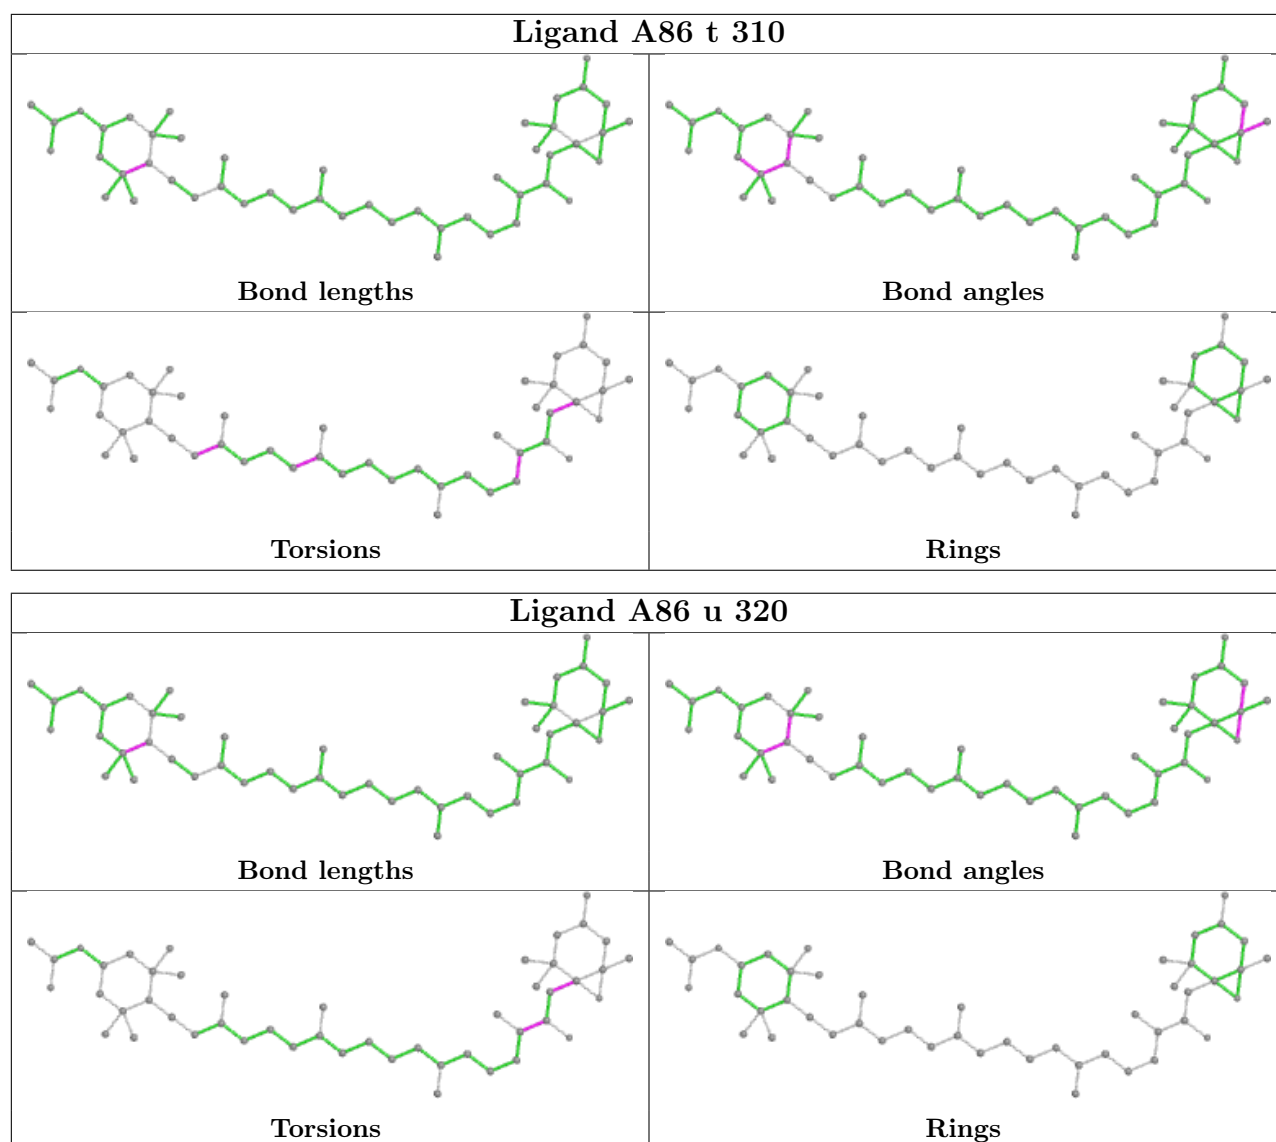 Ligand A86 t 310
Bond lengths
Bond angles
Torsions
Rings
Ligand A86 u 320
Bond lengths
Bond angles
Torsions
Rings